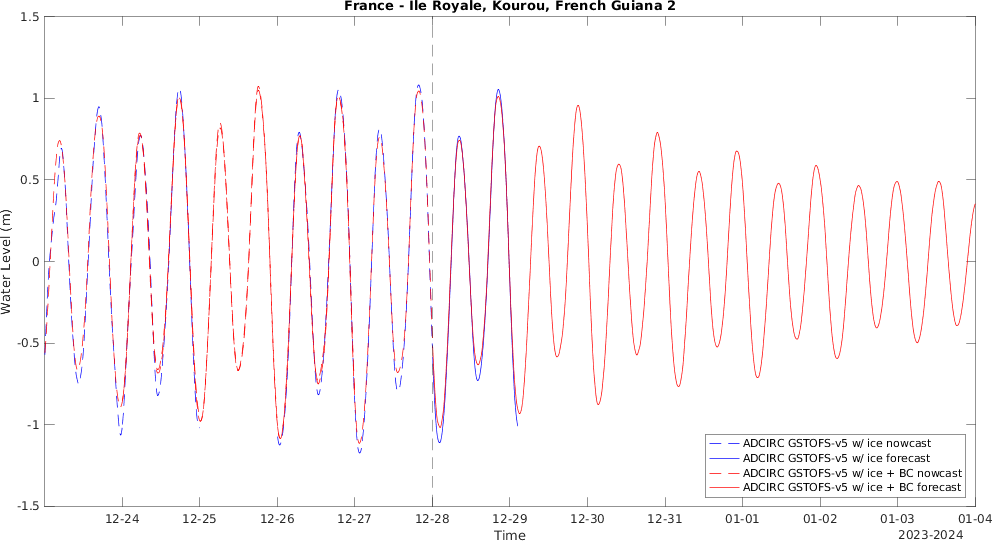 France - Ile Royale, Kourou, French Guiana 2
1.5
1
0.5
0
-0.5
-1
-1.5
Water Level (m)
12-24 12-25 12-26 12-27 12-28 12-29 12-30 12-31 01-01 01-02 01-03 01-04
Time
2023-2024
ADCIRC GSTOFS-v5 w/ ice nowcast
ADCIRC GSTOFS-v5 w/ ice forecast
ADCIRC GSTOFS-v5 w/ ice + BC nowcast
ADCIRC GSTOFS-v5 w/ ice + BC forecast